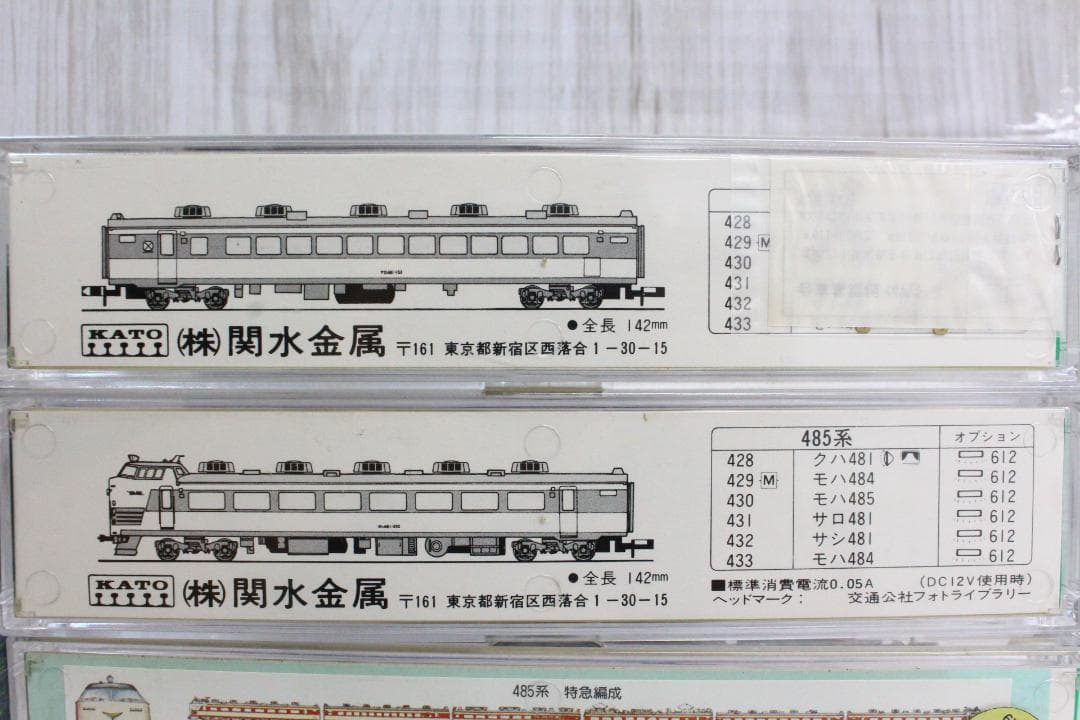 428
429 M
430
431
432
433
●全長 142mm
KATO (株)関水金属 〒161 東京都新宿区西落合1-30-15
485系 オプション
428 クハ481 612
429 M モハ484 612
430 モハ485 612
431 サロ481 612
432 サシ481 612
433 モハ484 612
●全長 142mm
KATO (株)関水金属 〒161 東京都新宿区西落合1-30-15
■標準消費電流0.05A (DC12V使用時)
ヘッドマーク: 交通公社フォトライブラリー
485系 特急編成